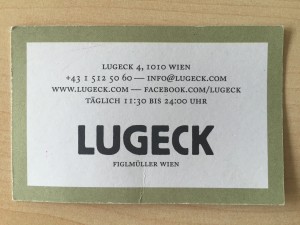 LUGECK 4, 1010 WIEN
+43 1 512 50 60 — INFO@LUGECK.COM
WWW.LUGECK.COM — FACEBOOK.COM/LUGECK
TÄGLICH 11:30 BIS 24:00 UHR
LUGECK
FIGLMÜLLER WIEN